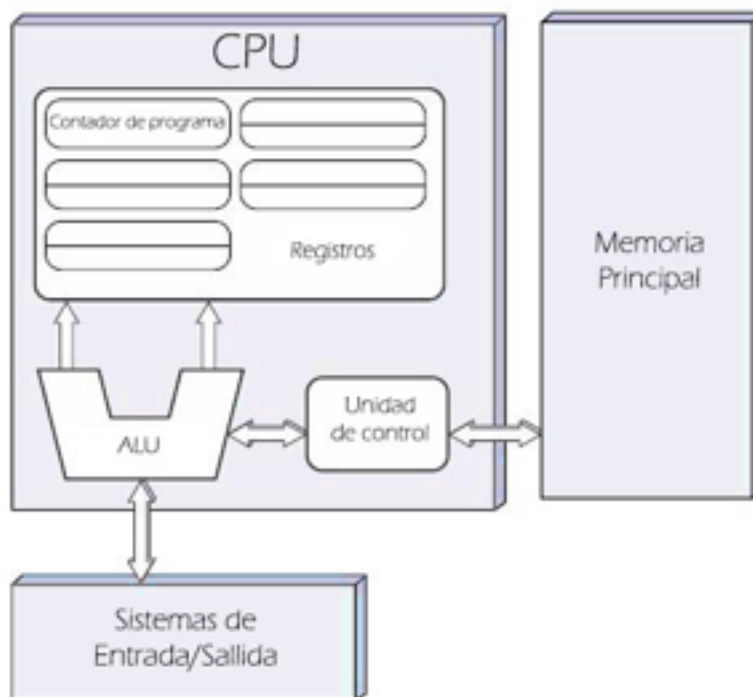 CPU
Contador de programa
Registros
Memoria
Principal
ALU
Unidad
de control
Sistemas de
Entrada/Sallida